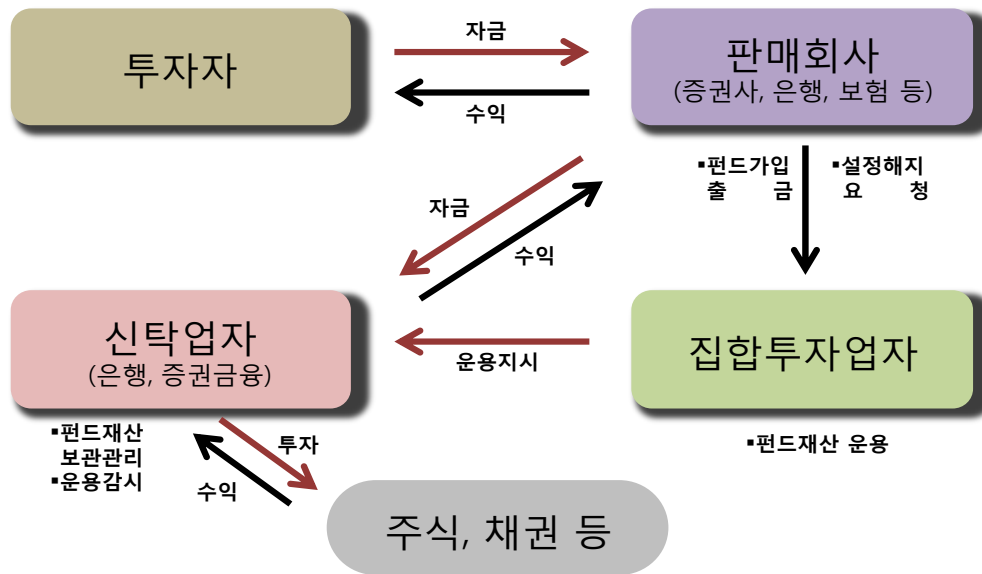 투자자
자금
수익
판매회사
(증권사, 은행, 보험 등)
▪펀드가입
출 금
▪설정해지
요 청
자금
수익
신탁업자
(은행, 증권금융)
운용지시
집합투자업자
▪펀드재산
보관관리
▪운용감시
투자
수익
▪펀드재산 운용
주식, 채권 등